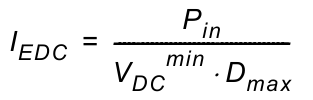 I_EDC = P_in / (V_DC^min · D_max)